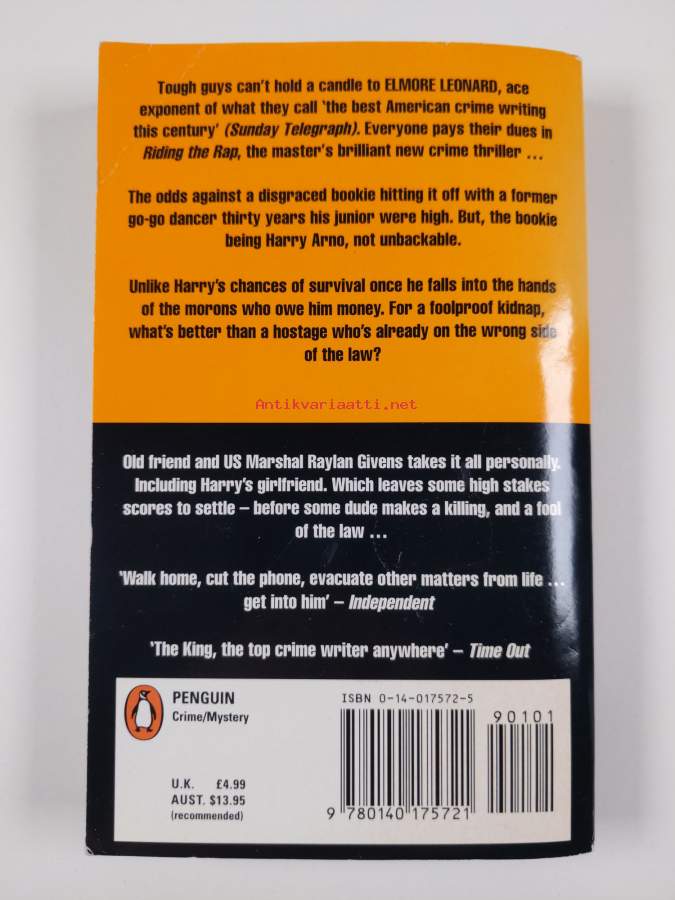 Tough guys can't hold a candle to ELMORE LEONARD, ace
exponent of what they call 'the best American crime writing
this century' (Sunday Telegraph). Everyone pays their dues in
Riding the Rap, the master's brilliant new crime thriller ...
The odds against a disgraced bookie hitting it off with a former
go-go dancer thirty years his junior were high. But, the bookie
being Harry Arno, not unbackable.
Unlike Harry's chances of survival once he falls into the hands
of the morons who owe him money. For a foolproof kidnap,
what's better than a hostage who's already on the wrong side
of the law?
Antikvariaatti.net
Old friend and US Marshal Raylan Givens takes it all personally.
Including Harry's girlfriend. Which leaves some high stakes
scores to settle – before some dude makes a killing, and a fool
of the law ...
'Walk home, cut the phone, evacuate other matters from life ...
get into him' – Independent
'The King, the top crime writer anywhere' – Time Out
PENGUIN
Crime/Mystery
U.K. £4.99
AUST. $13.95
(recommended)
ISBN 0-14-017572-5
90101
9 780140 175721